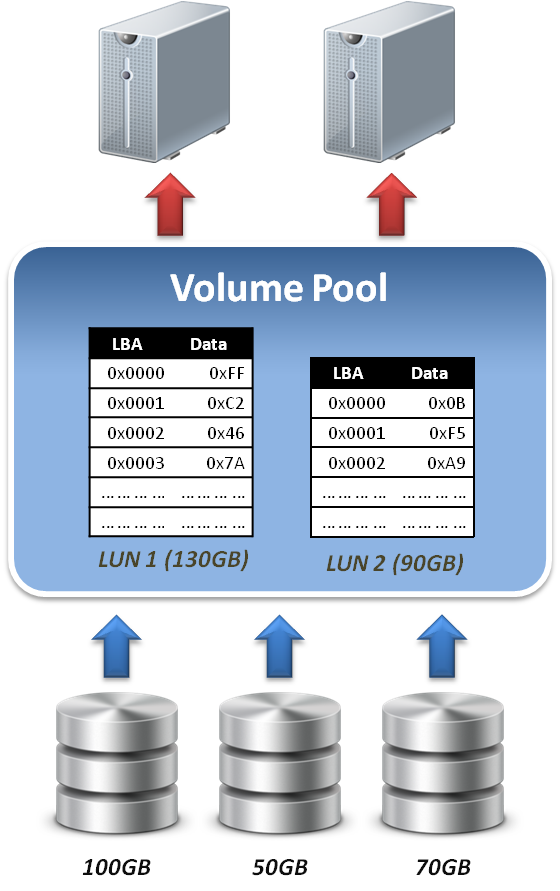 Volume Pool
LBA Data
0x0000 0xFF
0x0001 0xC2
0x0002 0x46
0x0003 0x7A
………… …………
………… …………
LUN 1 (130GB)
LBA Data
0x0000 0x0B
0x0001 0xF5
0x0002 0xA9
………… …………
………… …………
LUN 2 (90GB)
100GB
50GB
70GB